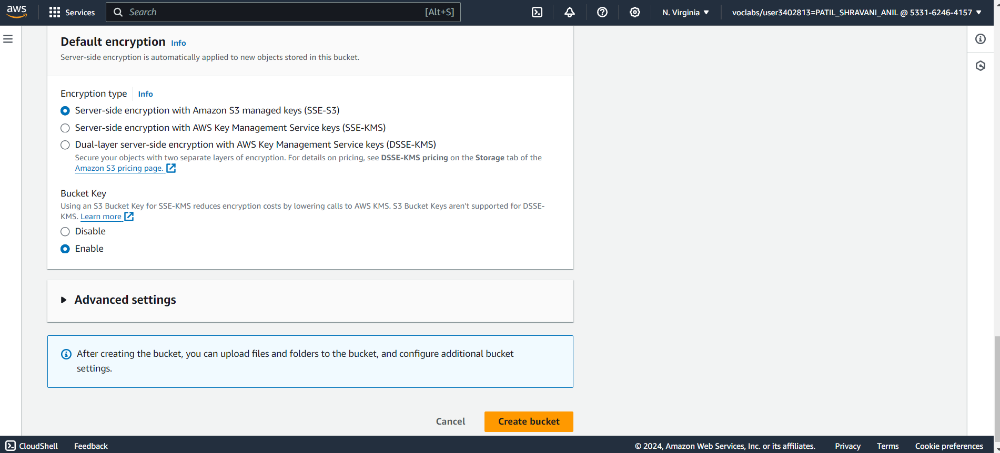 aws
Services
Search
[Alt+S]
N. Virginia
voclabs/user3402813=PATIL_SHRAVANI_ANIL @ 5331-6246-4157
Default encryption Info
Server-side encryption is automatically applied to new objects stored in this bucket.
Encryption type Info
Server-side encryption with Amazon S3 managed keys (SSE-S3)
Server-side encryption with AWS Key Management Service keys (SSE-KMS)
Dual-layer server-side encryption with AWS Key Management Service keys (DSSE-KMS)
Secure your objects with two separate layers of encryption. For details on pricing, see DSSE-KMS pricing on the Storage tab of the
Amazon S3 pricing page.
Bucket Key
Using an S3 Bucket Key for SSE-KMS reduces encryption costs by lowering calls to AWS KMS. S3 Bucket Keys aren't supported for DSSE-
KMS. Learn more
Disable
Enable
Advanced settings
After creating the bucket, you can upload files and folders to the bucket, and configure additional bucket
settings.
Cancel
Create bucket
CloudShell
Feedback
© 2024, Amazon Web Services, Inc. or its affiliates.
Privacy
Terms
Cookie preferences